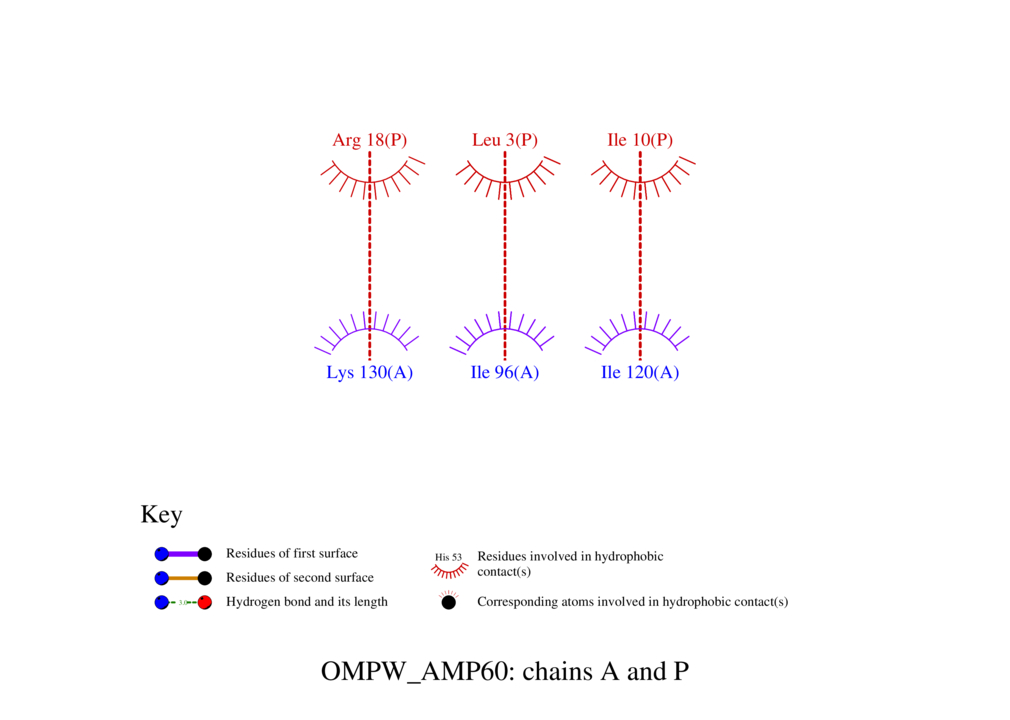 Arg 18(P) Leu 3(P) Ile 10(P)
Lys 130(A) Ile 96(A) Ile 120(A)
Key
Residues of first surface
Residues of second surface
3.0
Hydrogen bond and its length
His 53
Residues involved in hydrophobic
contact(s)
Corresponding atoms involved in hydrophobic contact(s)
OMPW_AMP60: chains A and P